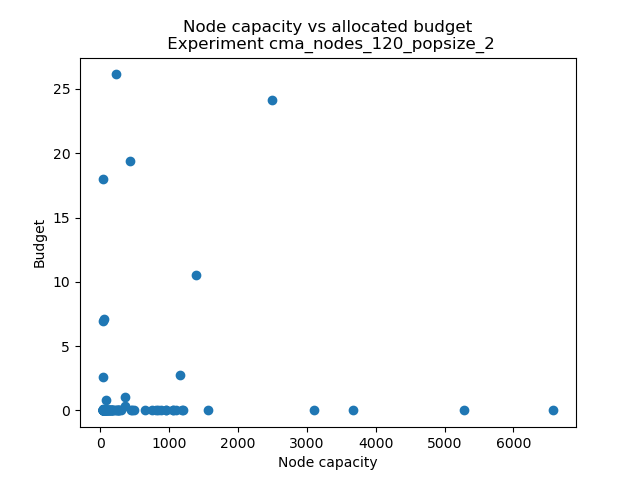 Node capacity vs allocated budget
Experiment cma_nodes_120_popsize_2
25
20
15
10
5
0
Budget
0 1000 2000 3000 4000 5000 6000
Node capacity